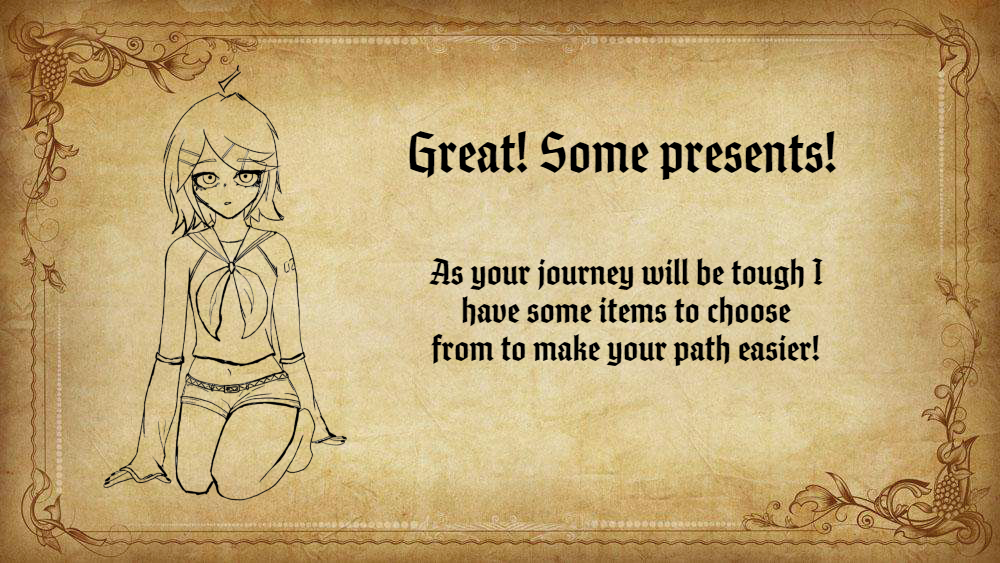 Great! Some presents!
As your journey will be tough I
have some items to choose
from to make your path easier!